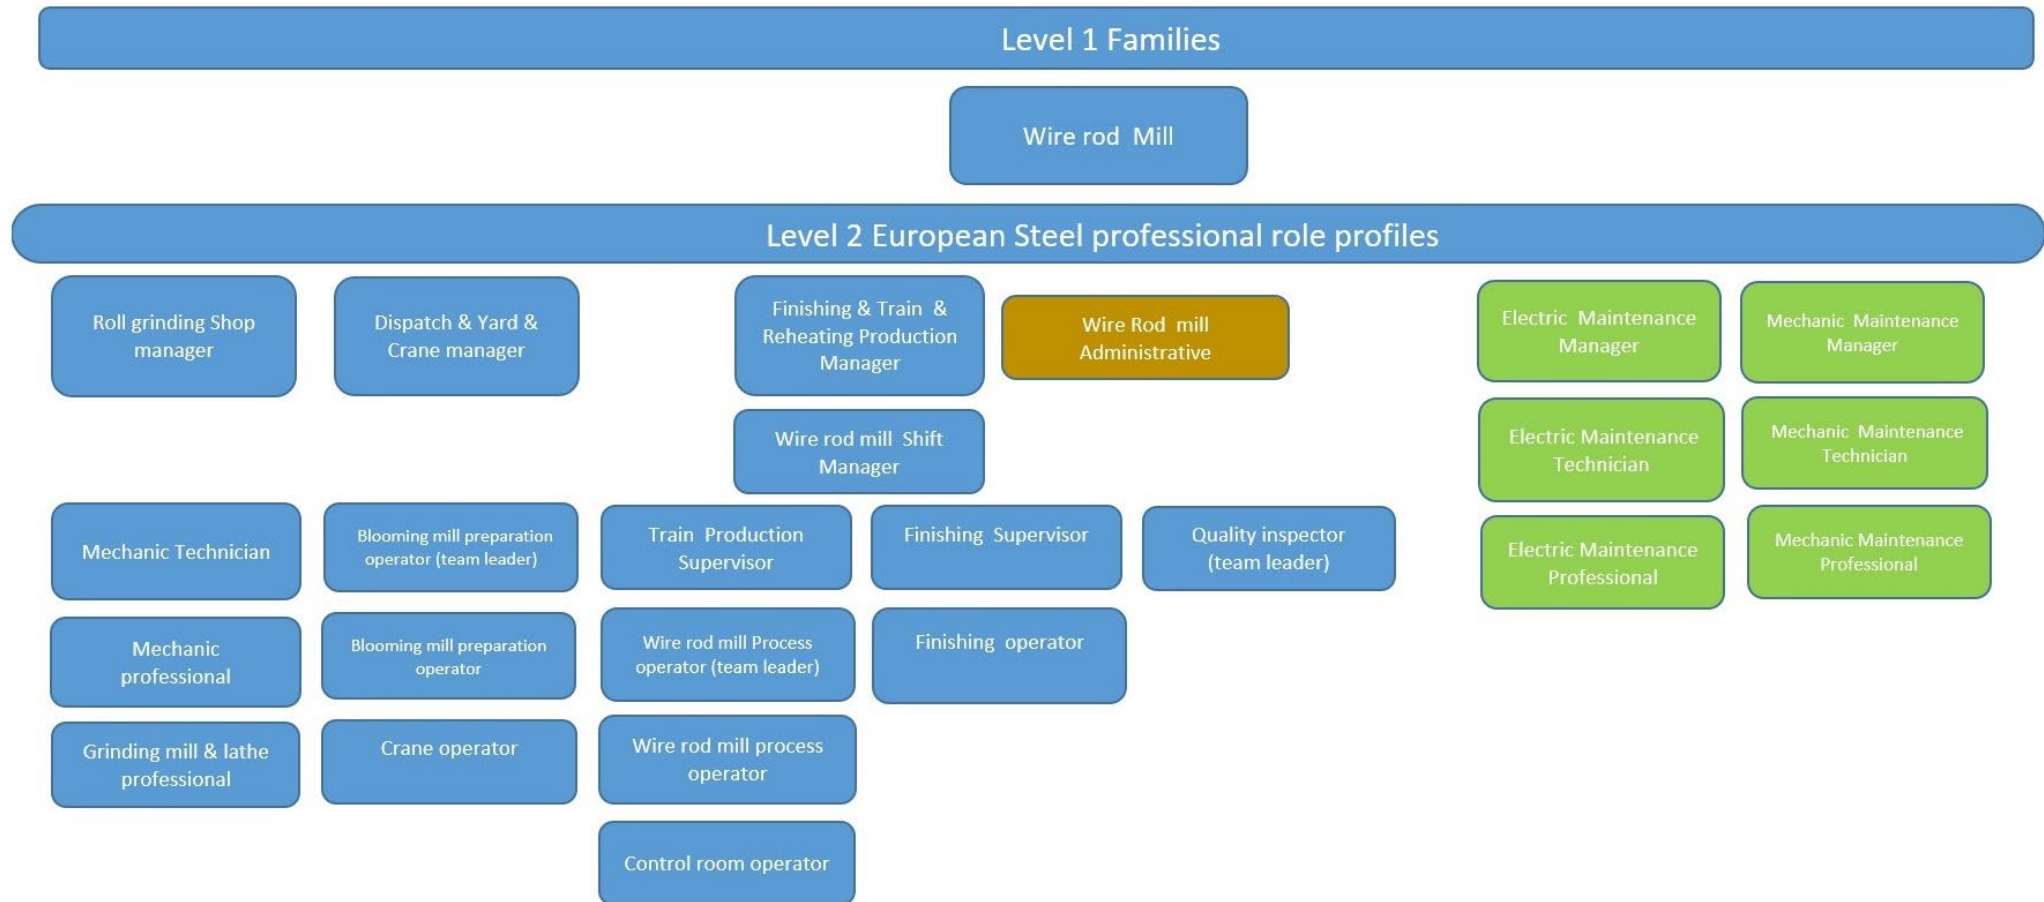 Level 1 Families
Wire rod Mill
Level 2 European Steel professional role profiles
Roll grinding Shop
manager
Dispatch & Yard &
Crane manager
Finishing & Train &
Reheating Production
Manager
Wire Rod mill
Administrative
Electric Maintenance
Manager
Mechanic Maintenance
Manager
Wire rod mill Shift
Manager
Electric Maintenance
Technician
Mechanic Maintenance
Technician
Mechanic Technician
Blooming mill preparation
operator (team leader)
Train Production
Supervisor
Finishing Supervisor
Quality inspector
(team leader)
Electric Maintenance
Professional
Mechanic Maintenance
Professional
Mechanic
professional
Blooming mill preparation
operator
Wire rod mill Process
operator (team leader)
Finishing operator
Grinding mill & lathe
professional
Crane operator
Wire rod mill process
operator
Control room operator